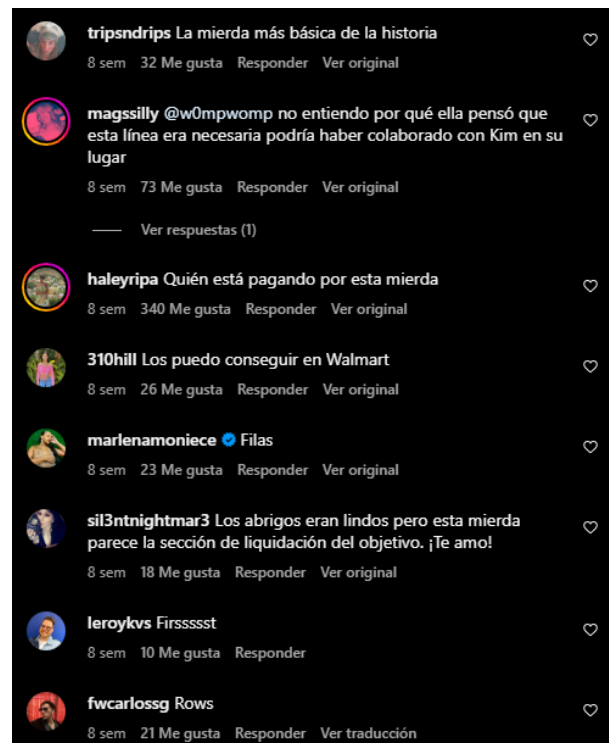 tripsndrips La mierda más básica de la historia
8 sem 32 Me gusta Responder Ver original
magssilly @w0mpwomp no entiendo por qué ella pensó que
esta línea era necesaria podría haber colaborado con Kim en su
lugar
8 sem 73 Me gusta Responder Ver original
Ver respuestas (1)
haleyripa Quién está pagando por esta mierda
8 sem 340 Me gusta Responder Ver original
310hill Los puedo conseguir en Walmart
8 sem 26 Me gusta Responder Ver original
marlenamoniece Filas
8 sem 23 Me gusta Responder Ver original
sil3ntnightmar3 Los abrigos eran lindos pero esta mierda
parece la sección de liquidación del objetivo. ¡Te amo!
8 sem 18 Me gusta Responder Ver original
leroykvs Firssssst
8 sem 10 Me gusta Responder
fwcarlossg Rows
8 sem 21 Me gusta Responder Ver traducción